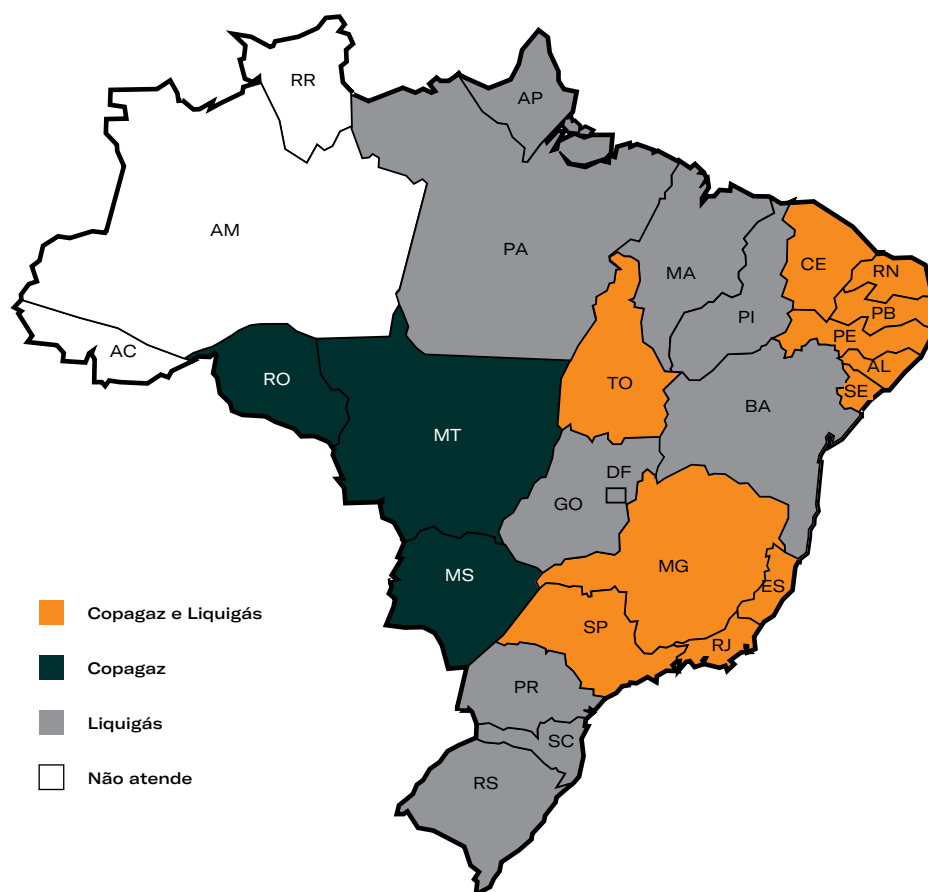 RR
AP
AM
PA
MA
CE
RN
PB
PI
PE
AC
AL
RO
TO
SE
BA
MT
DF
GO
MS
MG
ES
SP
RJ
PR
SC
RS
Copagaz e Liquigás
Copagaz
Liquigás
Não atende